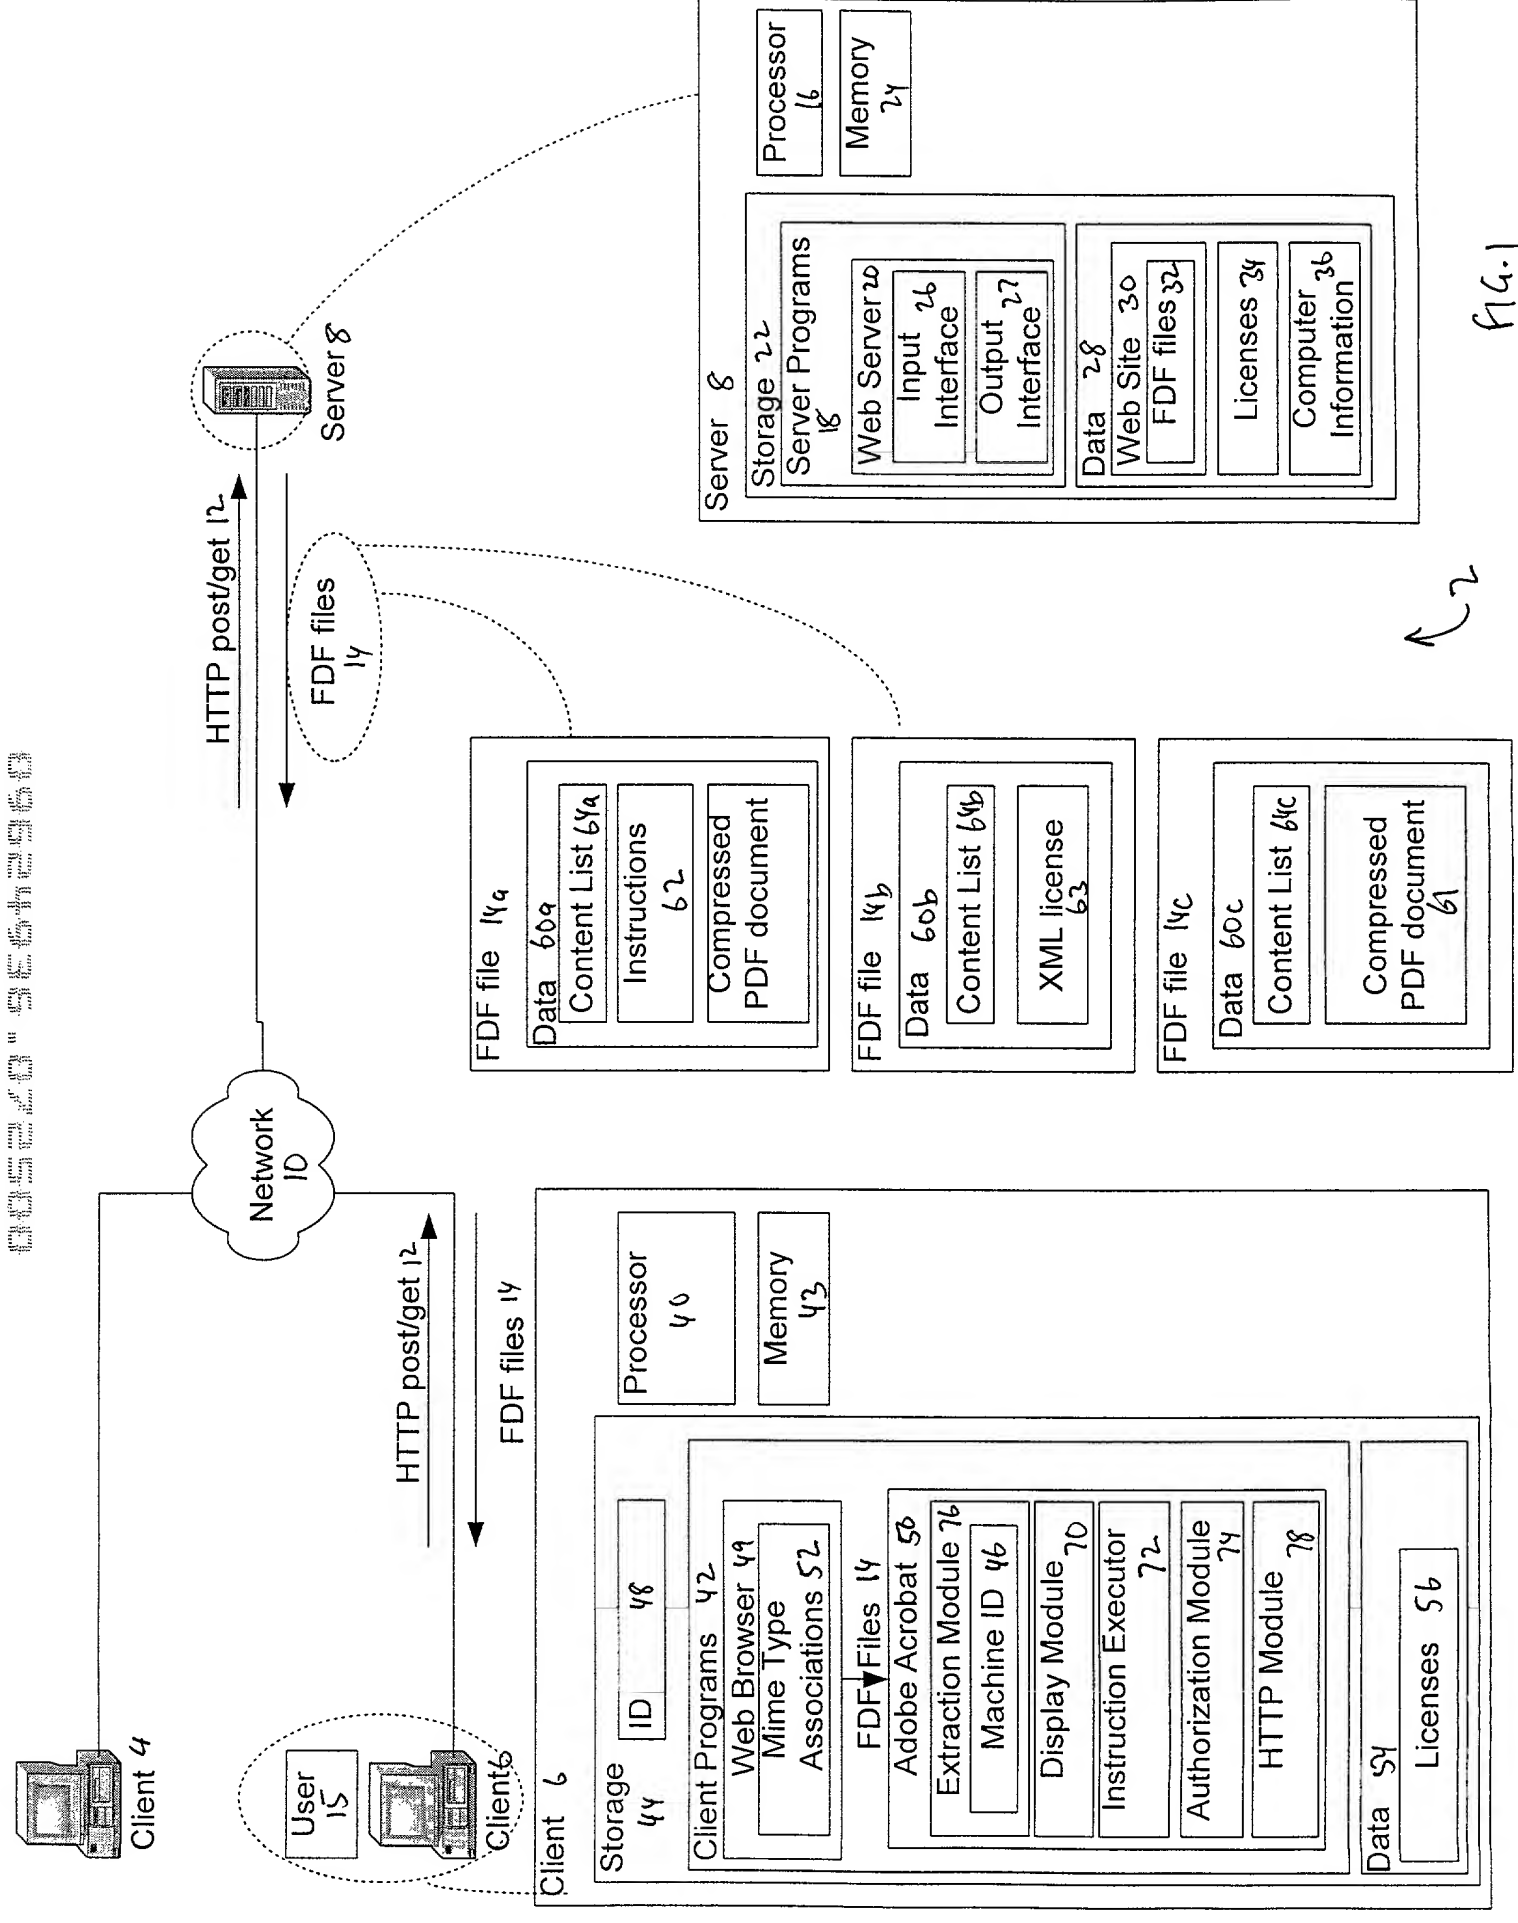 Client 4
User
15
Client 6
HTTP post/get 12
FDF files 14
Network
10
HTTP post/get 12
FDF files
14
Server 8
Client 6
Storage
44
ID 48
Client Programs 42
Web Browser 49
Mime Type
Associations 52
FDF Files 14
Adobe Acrobat 50
Extraction Module 76
Machine ID 46
Display Module
70
Instruction Executor
72
Authorization Module
74
HTTP Module
78
Data 54
Licenses 56
Processor
40
Memory
43
FDF file 14a
Data 60a
Content List 64a
Instructions
62
Compressed
PDF document
FDF file 14b
Data 60b
Content List 64b
XML license
63
FDF file 14c
Data 60c
Content List 64c
Compressed
PDF document
61
2
Server 8
Storage 22
Server Programs
18
Web Server 20
Input
Interface 26
Output
Interface 27
Data 28
Web Site 30
FDF files 32
Licenses 34
Computer
Information 36
Processor
16
Memory
24
FIG. 1